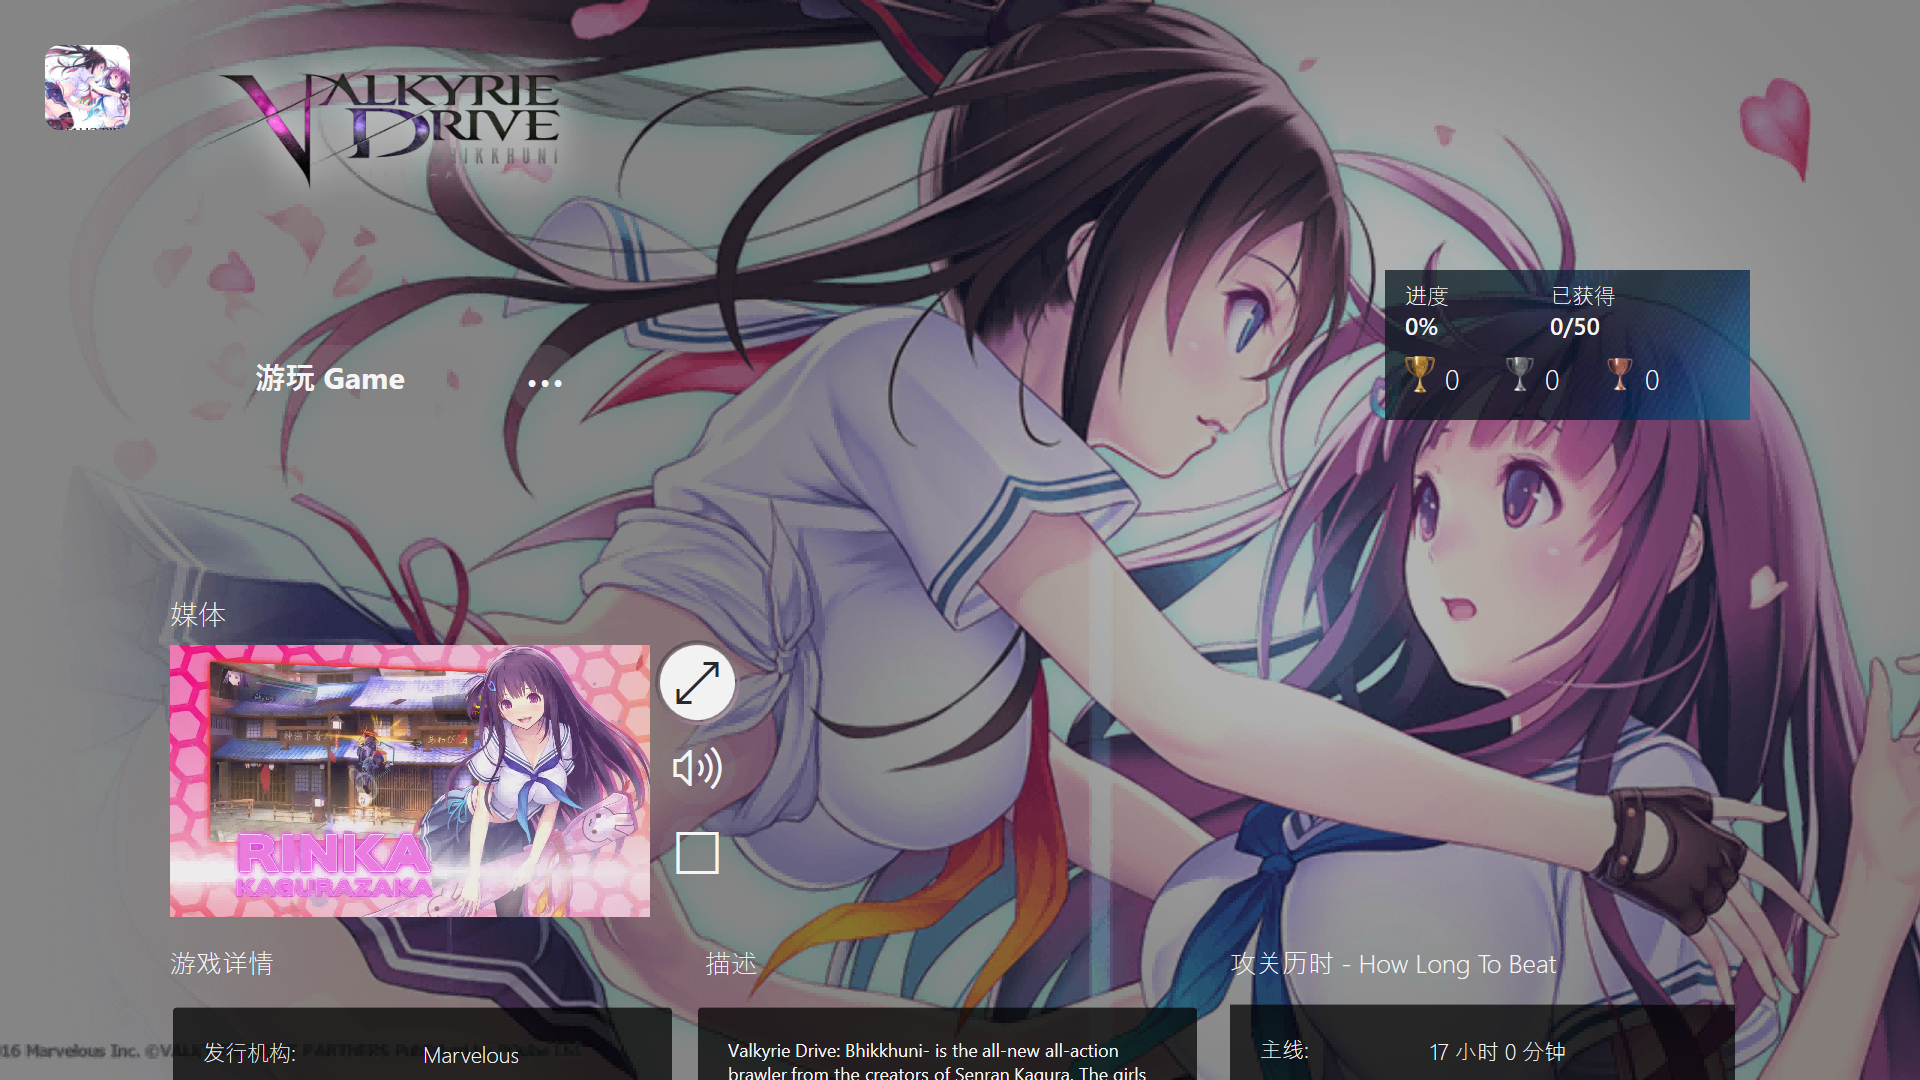 VALKYRIE
DRIVE
BHIKKHUNI
进度
已获得
0%
0/50
0
0
0
游玩 Game
媒体
RINKA
KAGURAZAKA
游戏详情
描述
攻关历时 - How Long To Beat
16 Marvelous Inc.
发行机构:
Marvelous
Valkyrie Drive: Bhikkhuni- is the all-new all-action
brawler from the creators of Senran Kagura. The girls
主线:
17 小时 0 分钟